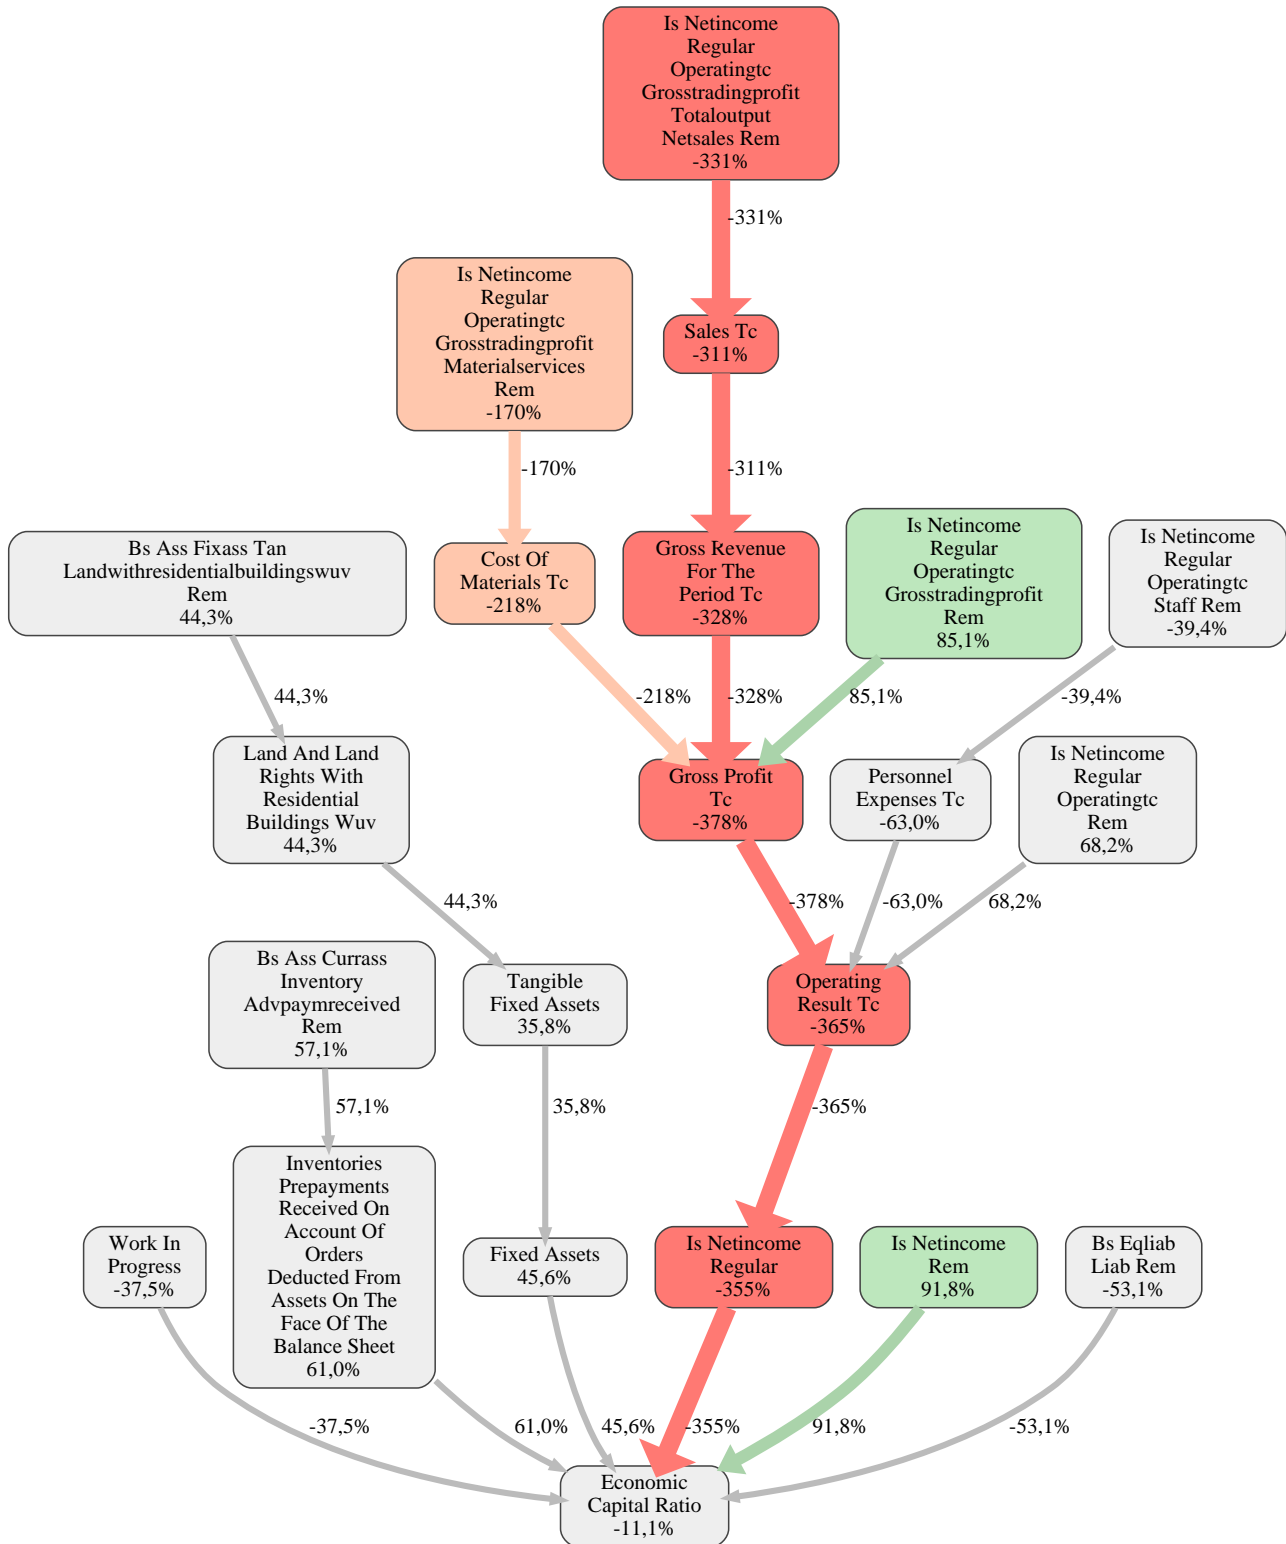 Is Netincome
Regular
Operatingtc
Grosstradingprofit
Totaloutput
Netsales Rem
-331%
-331%
Is Netincome
Regular
Operatingtc
Grosstradingprofit
Materialservices
Rem
-170%
Sales Tc
-311%
-170%
-311%
Bs Ass Fixass Tan
Landwithresidentialbuildingswuv
Rem
44,3%
Cost Of
Materials Tc
-218%
Gross Revenue
For The
Period Tc
-328%
Is Netincome
Regular
Operatingtc
Grosstradingprofit
Rem
85,1%
Is Netincome
Regular
Operatingtc
Staff Rem
-39,4%
44,3%
-218%
-328%
85,1%
-39,4%
Land And Land
Rights With
Residential
Buildings Wuv
44,3%
Gross Profit
Tc
-378%
Personnel
Expenses Tc
-63,0%
Is Netincome
Regular
Operatingtc
Rem
68,2%
44,3%
-378%
-63,0%
68,2%
Bs Ass Currass
Inventory
Advpaymreceived
Rem
57,1%
Tangible
Fixed Assets
35,8%
Operating
Result Tc
-365%
57,1%
35,8%
-365%
Work In
Progress
-37,5%
Inventories
Prepayments
Received On
Account Of
Orders
Deducted From
Assets On The
Face Of The
Balance Sheet
61,0%
Fixed Assets
45,6%
Is Netincome
Regular
-355%
Is Netincome
Rem
91,8%
Bs Eqliab
Liab Rem
-53,1%
-37,5%
61,0%
45,6%
-355%
91,8%
-53,1%
Economic
Capital Ratio
-11,1%